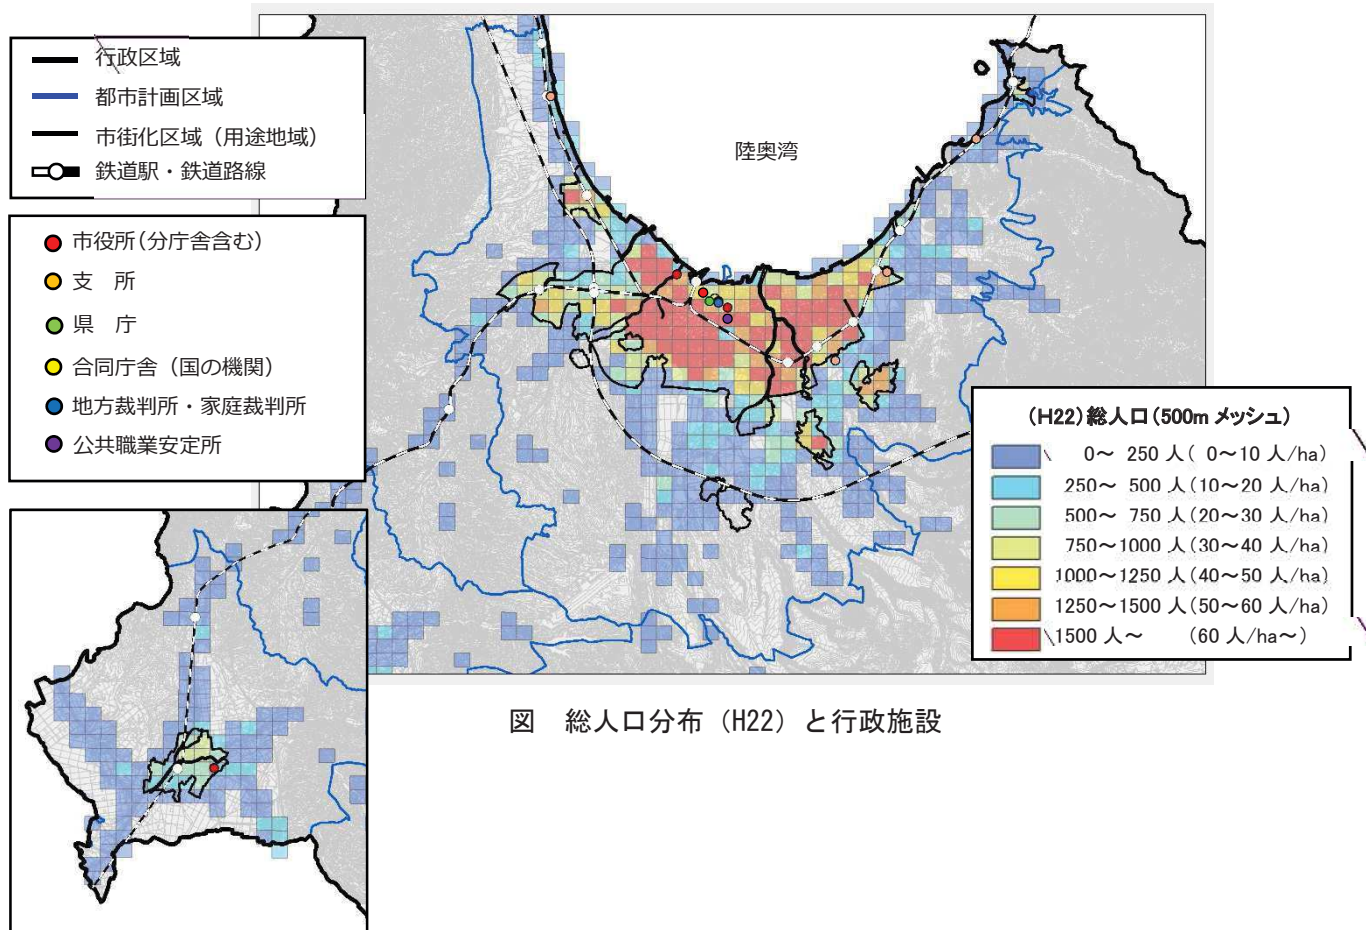 行政区域
都市計画区域
市街化区域（用途地域）
鉄道駅・鉄道路線
市役所（分庁舎含む）
支　所
県　庁
合同庁舎（国の機関）
地方裁判所・家庭裁判所
公共職業安定所
陸奥湾
（H22）総人口（500m メッシュ）
0～ 250 人（ 0～10 人/ha）
250～ 500 人（10～20 人/ha）
500～ 750 人（20～30 人/ha）
750～1000 人（30～40 人/ha）
1000～1250 人（40～50 人/ha）
1250～1500 人（50～60 人/ha）
1500 人～　　（60 人/ha～）
図　総人口分布（H22）と行政施設